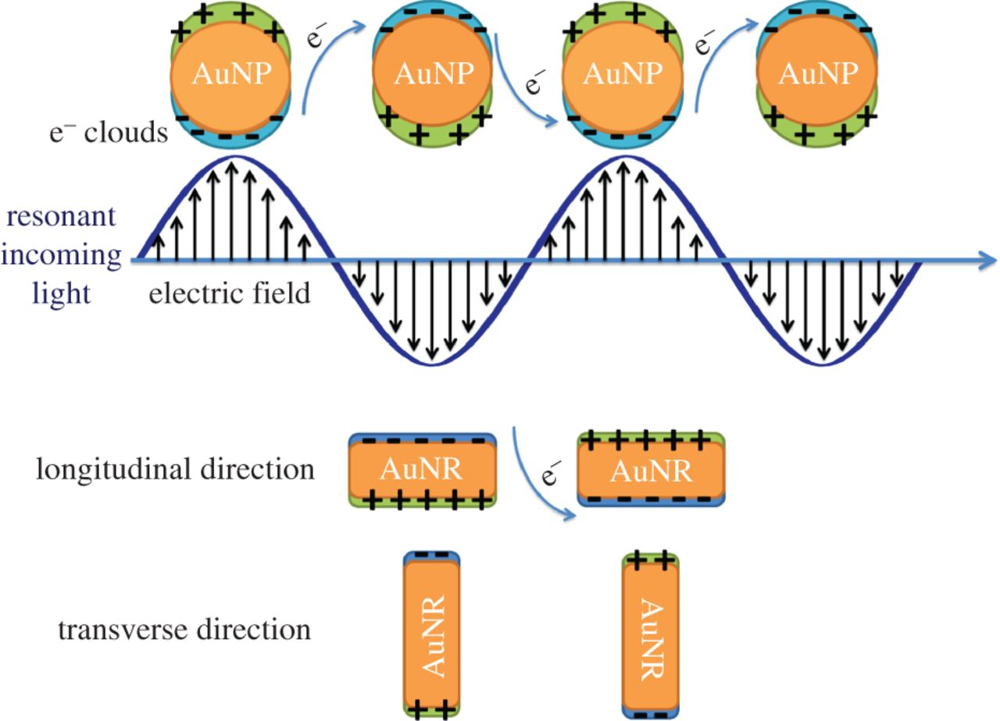 e⁻
e⁻
e⁻
AuNP
AuNP
AuNP
AuNP
e⁻ clouds
resonant
incoming
light
electric field
longitudinal direction
AuNR
e⁻
AuNR
transverse direction
AuNR
AuNR